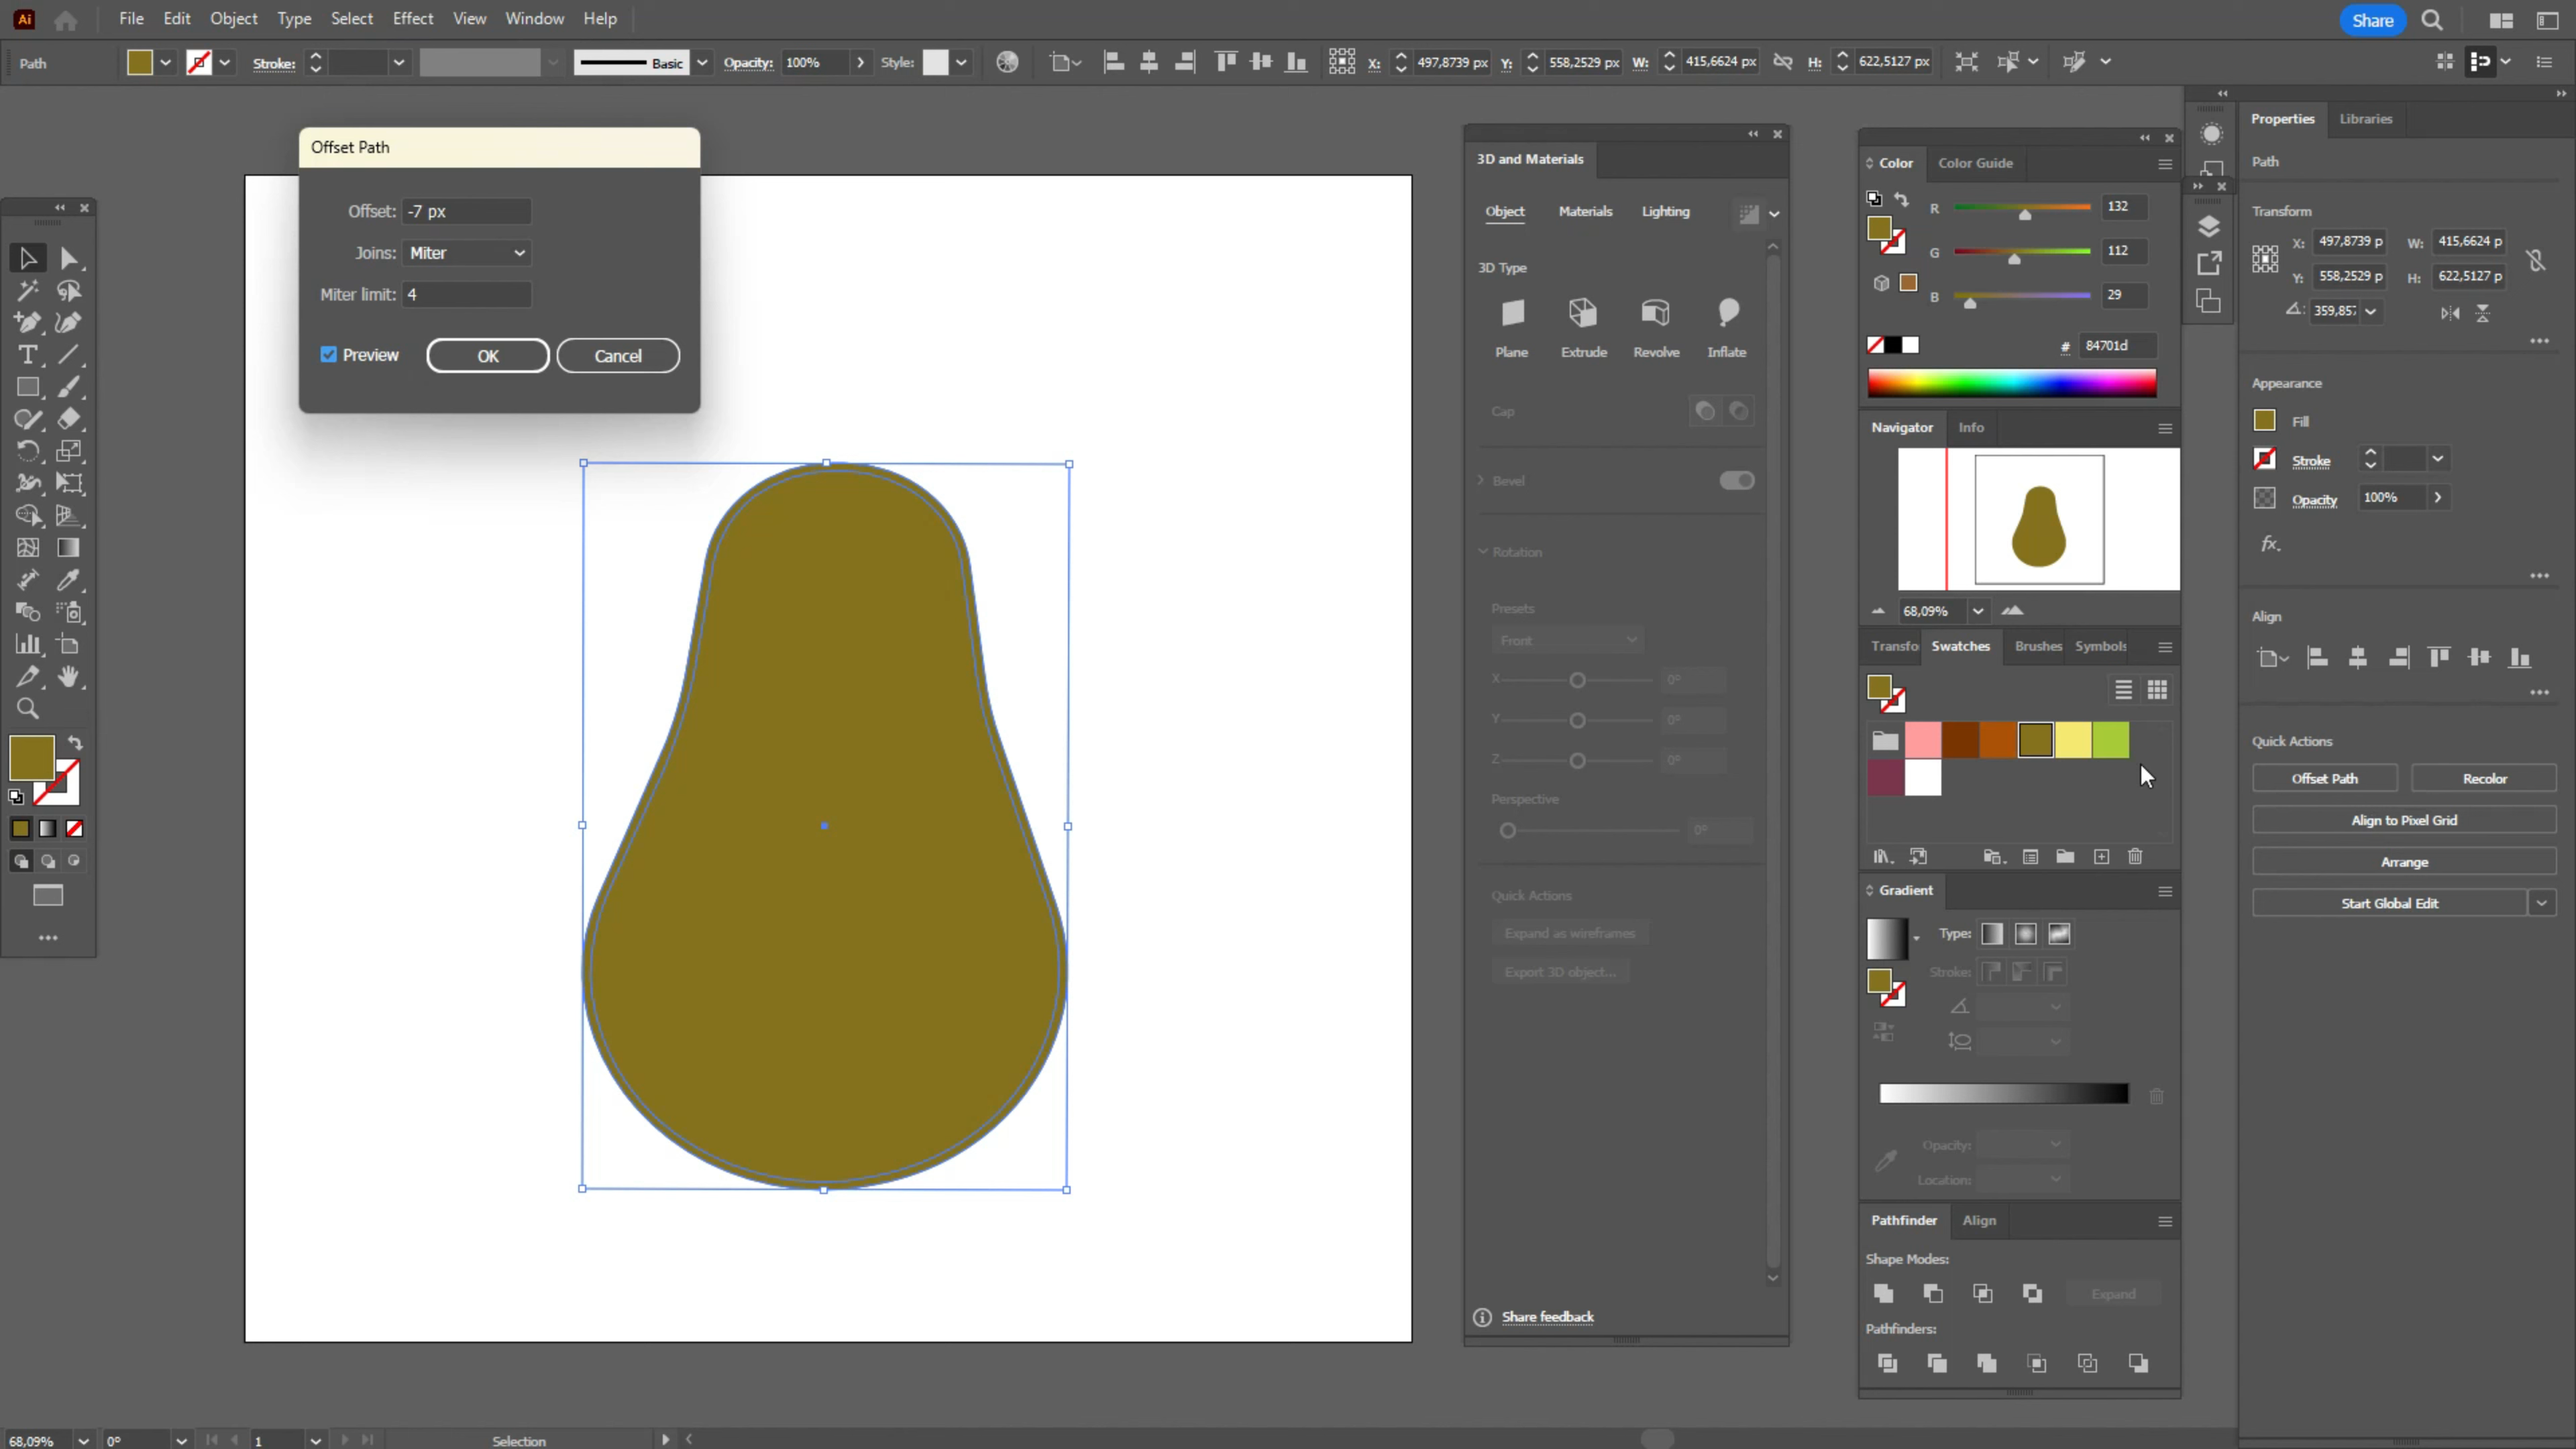 Ai File Edit Object Type Select Effect View Window Help Share
Path Stroke: Basic Opacity: 100% Style: X: 497,8739 px Y: 558,2529 px W: 415,6624 px H: 622,5127 px
Offset Path
Offset: -7 px
Joins: Miter
Miter limit: 4
Preview OK Cancel
3D and Materials
Object Materials Lighting
3D Type
Plane Extrude Revolve Inflate
Cap
Bevel
Rotation
Presets
Front
X 0°
Y 0°
Z 0°
Perspective
0°
Quick Actions
Expand as wireframes
Export 3D object...
Share feedback
Color Color Guide
R 132
G 112
B 29
# 84701d
Navigator Info
68,09%
Transfo Swatches Brushes Symbols
Gradient
Type:
Stroke:
Opacity:
Location:
Pathfinder Align
Shape Modes:
Expand
Pathfinders:
Properties Libraries
Path
Transform
X: 497,8739 p W: 415,6624 p
Y: 558,2529 p H: 622,5127 p
359,85
Appearance
Fill
Stroke
Opacity 100%
fx.
Align
Quick Actions
Offset Path Recolor
Align to Pixel Grid
Arrange
Start Global Edit
68,09% 0° 1 Selection